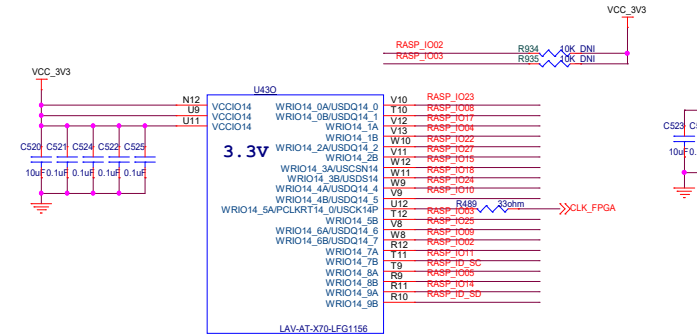 VCC_3V3
RASP_IO02 R934 10K DNI
RASP_IO03 R935 10K DNI
VCC_3V3
U43O
N12 VCCIO14
U9 VCCIO14
U11 VCCIO14
3.3V
WRIO14_0A/USDQ14_0 V10 RASP_IO23
WRIO14_0B/USDQ14_1 T10 RASP_IO08
WRIO14_1A V12 RASP_IO17
WRIO14_1B V13 RASP_IO04
WRIO14_2A/USDQ14_2 W10 RASP_IO22
WRIO14_2B V11 RASP_IO27
WRIO14_3A/USCSN14 W12 RASP_IO15
WRIO14_3B/USDS14 W11 RASP_IO18
WRIO14_4A/USDQ14_4 W9 RASP_IO24
WRIO14_4B/USDQ14_5 V9 RASP_IO10
WRIO14_5A/PCLKRT14_0/USCK14P U12 R489 33ohm CLK_FPGA
WRIO14_5B T12 RASP_IO03
WRIO14_6A/USDQ14_6 V8 RASP_IO25
WRIO14_6B/USDQ14_7 W8 RASP_IO09
WRIO14_7A R12 RASP_IO02
WRIO14_7B T11 RASP_IO11
WRIO14_8A T9 RASP_ID_SC
WRIO14_8B R9 RASP_IO05
WRIO14_9A R11 RASP_IO14
WRIO14_9B R10 RASP_ID_SD
LAV-AT-X70-LFG1156
C520 C521 C524 C522 C525
10uF 0.1uF 0.1uF 0.1uF 0.1uF
C523
10uF